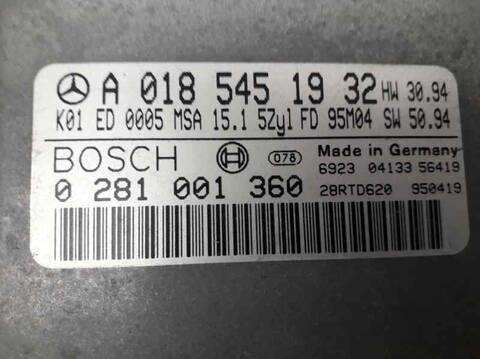 A 018 545 19 32 HW 30.94
K01 ED 0005 MSA 15.1 5Zyl FD 95M04 SW 50.94
BOSCH 078 Made in Germany
6923 04133 56419
0 281 001 360 28RTD620 950419